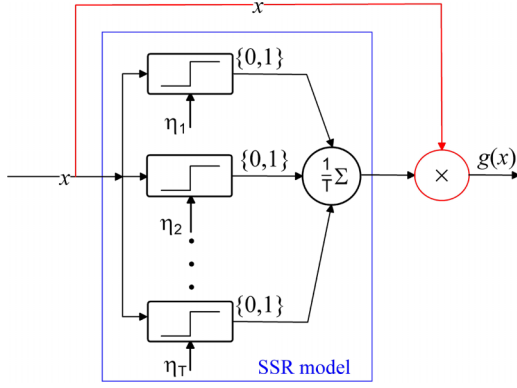 x
{0,1}
η1
x
{0,1}
1/T Σ
×
g(x)
η2
{0,1}
ηT
SSR model